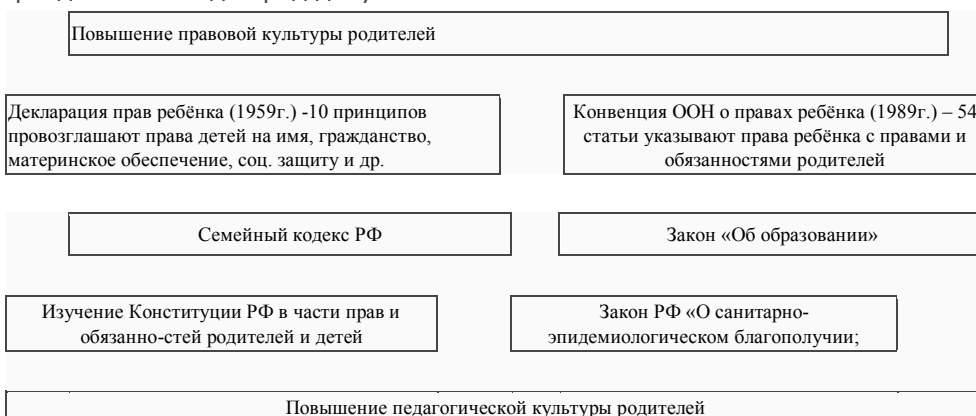 Повышение правовой культуры родителей
Декларация прав ребёнка (1959г.) -10 принципов
провозглашают права детей на имя, гражданство,
материнское обеспечение, соц. защиту и др.
Конвенция ООН о правах ребёнка (1989г.) – 54
статьи указывают права ребёнка с правами и
обязанностями родителей
Семейный кодекс РФ
Закон «Об образовании»
Изучение Конституции РФ в части прав и
обязанно-стей родителей и детей
Закон РФ «О санитарно-
эпидемиологическом благополучии;
Повышение педагогической культуры родителей